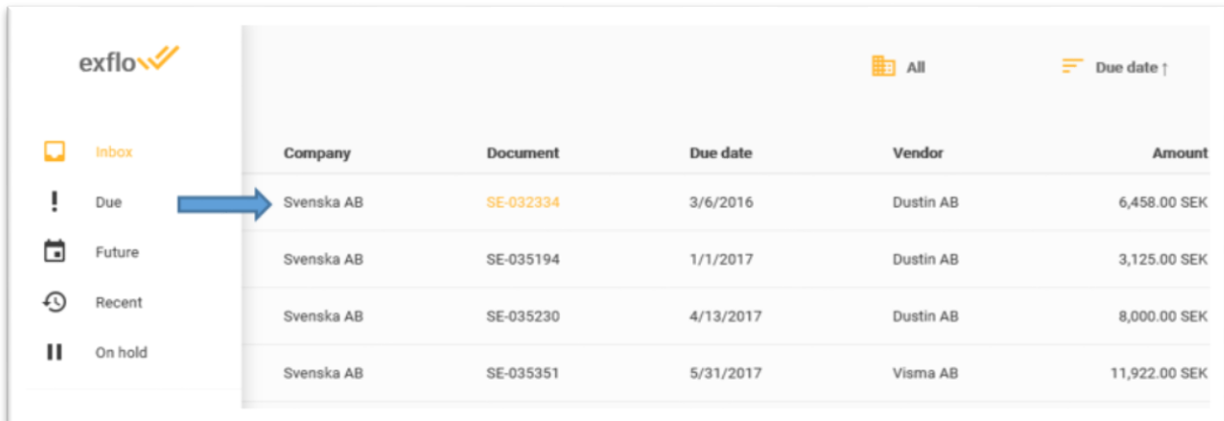 exflo
All Due date ↑
Inbox
Due
Future
Recent
On hold
Company Document Due date Vendor Amount
Svenska AB SE-032334 3/6/2016 Dustin AB 6,458.00 SEK
Svenska AB SE-035194 1/1/2017 Dustin AB 3,125.00 SEK
Svenska AB SE-035230 4/13/2017 Dustin AB 8,000.00 SEK
Svenska AB SE-035351 5/31/2017 Visma AB 11,922.00 SEK